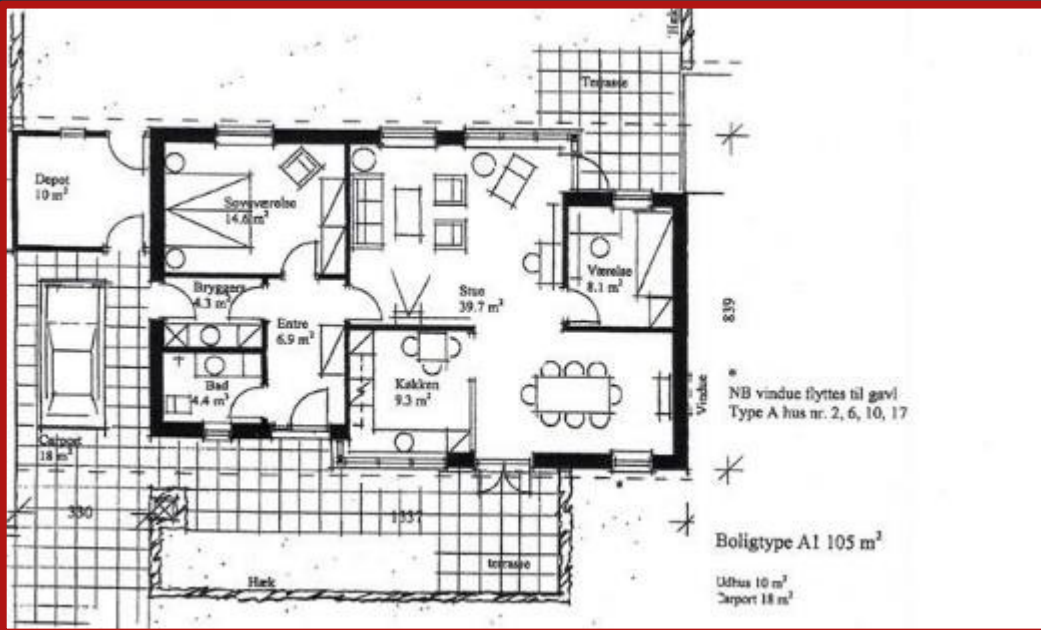 Hæk
Terrasse
Depot
10 m²
Soveværelse
14.6 m²
Værelse
8.1 m²
Bryggers
4.3 m²
Stue
39.7 m²
Entre
6.9 m²
839
Køkken
9.3 m²
Bad
4.4 m²
Vindue
NB vindue flyttes til gavl
Type A hus nr. 2, 6, 10, 17
Carport
18 m²
330
1337
Boligtype A1 105 m²
terrasse
Hæk
Udhus 10 m²
Carport 18 m²